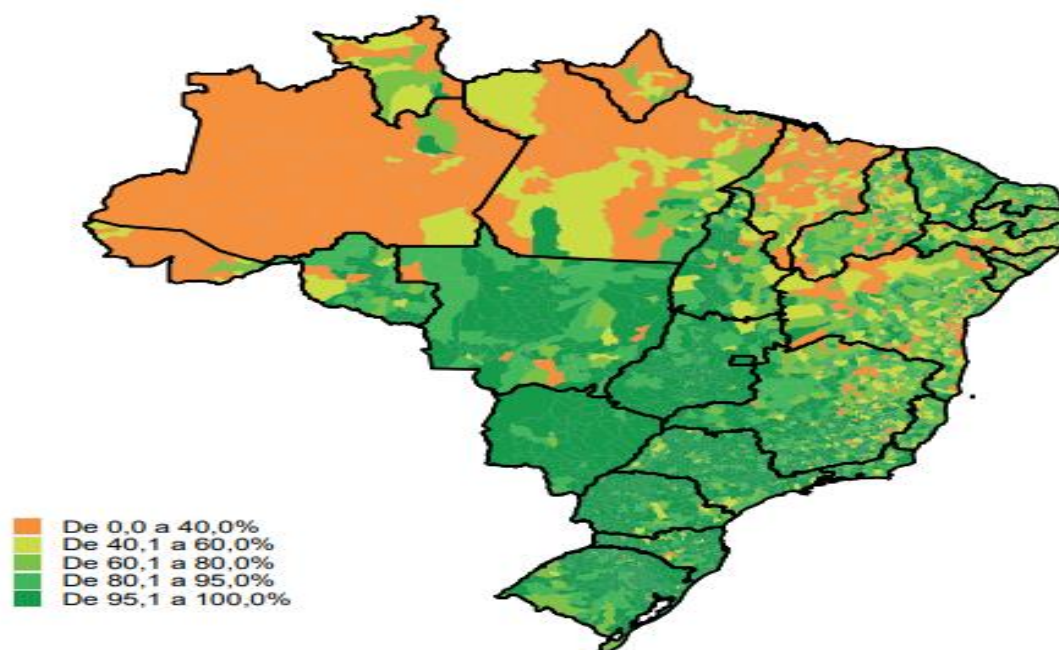 De 0,0 a 40,0%
De 40,1 a 60,0%
De 60,1 a 80,0%
De 80,1 a 95,0%
De 95,1 a 100,0%